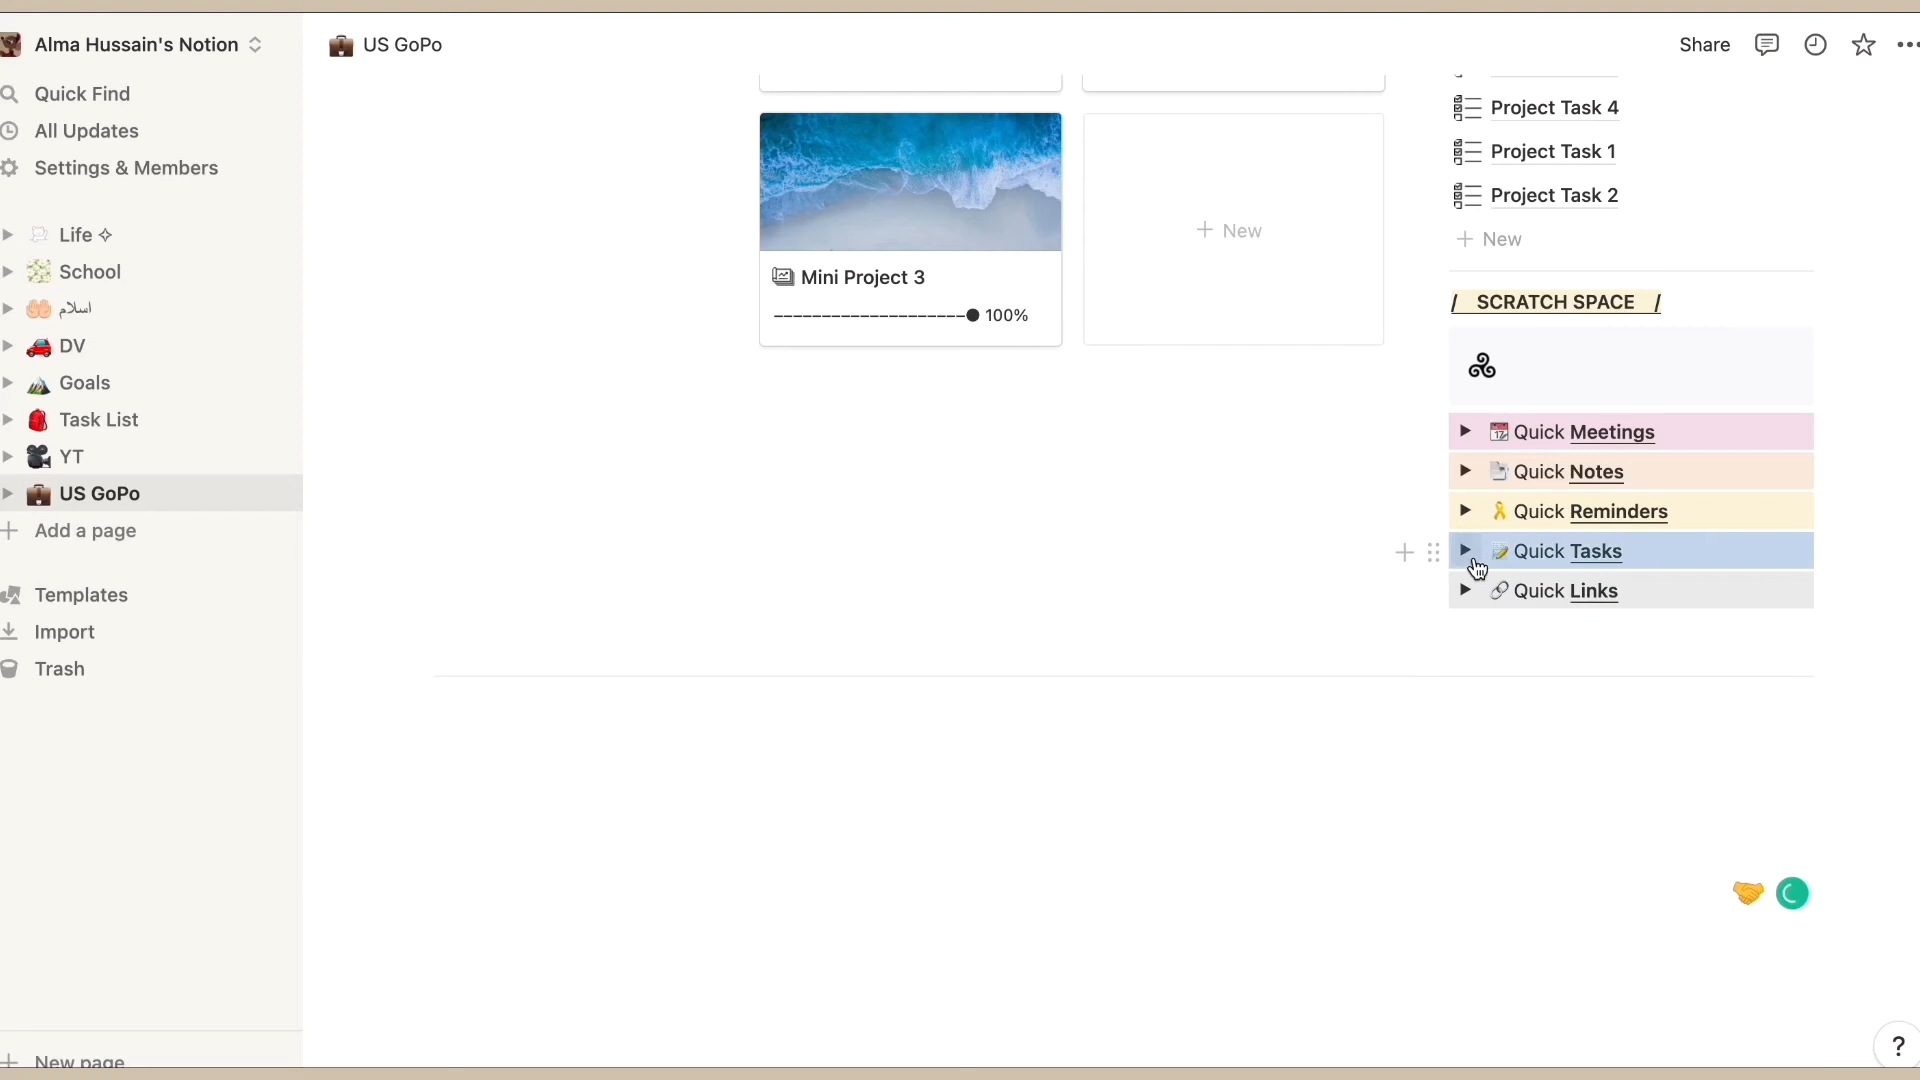 Alma Hussain's Notion
Quick Find
All Updates
Settings & Members
Life ✧
School
اسلام
DV
Goals
Task List
YT
US GoPo
Add a page
Templates
Import
Trash
New page
US GoPo
Share
Mini Project 3
100%
+ New
Project Task 4
Project Task 1
Project Task 2
+ New
/ SCRATCH SPACE /
Quick Meetings
Quick Notes
Quick Reminders
Quick Tasks
Quick Links
?